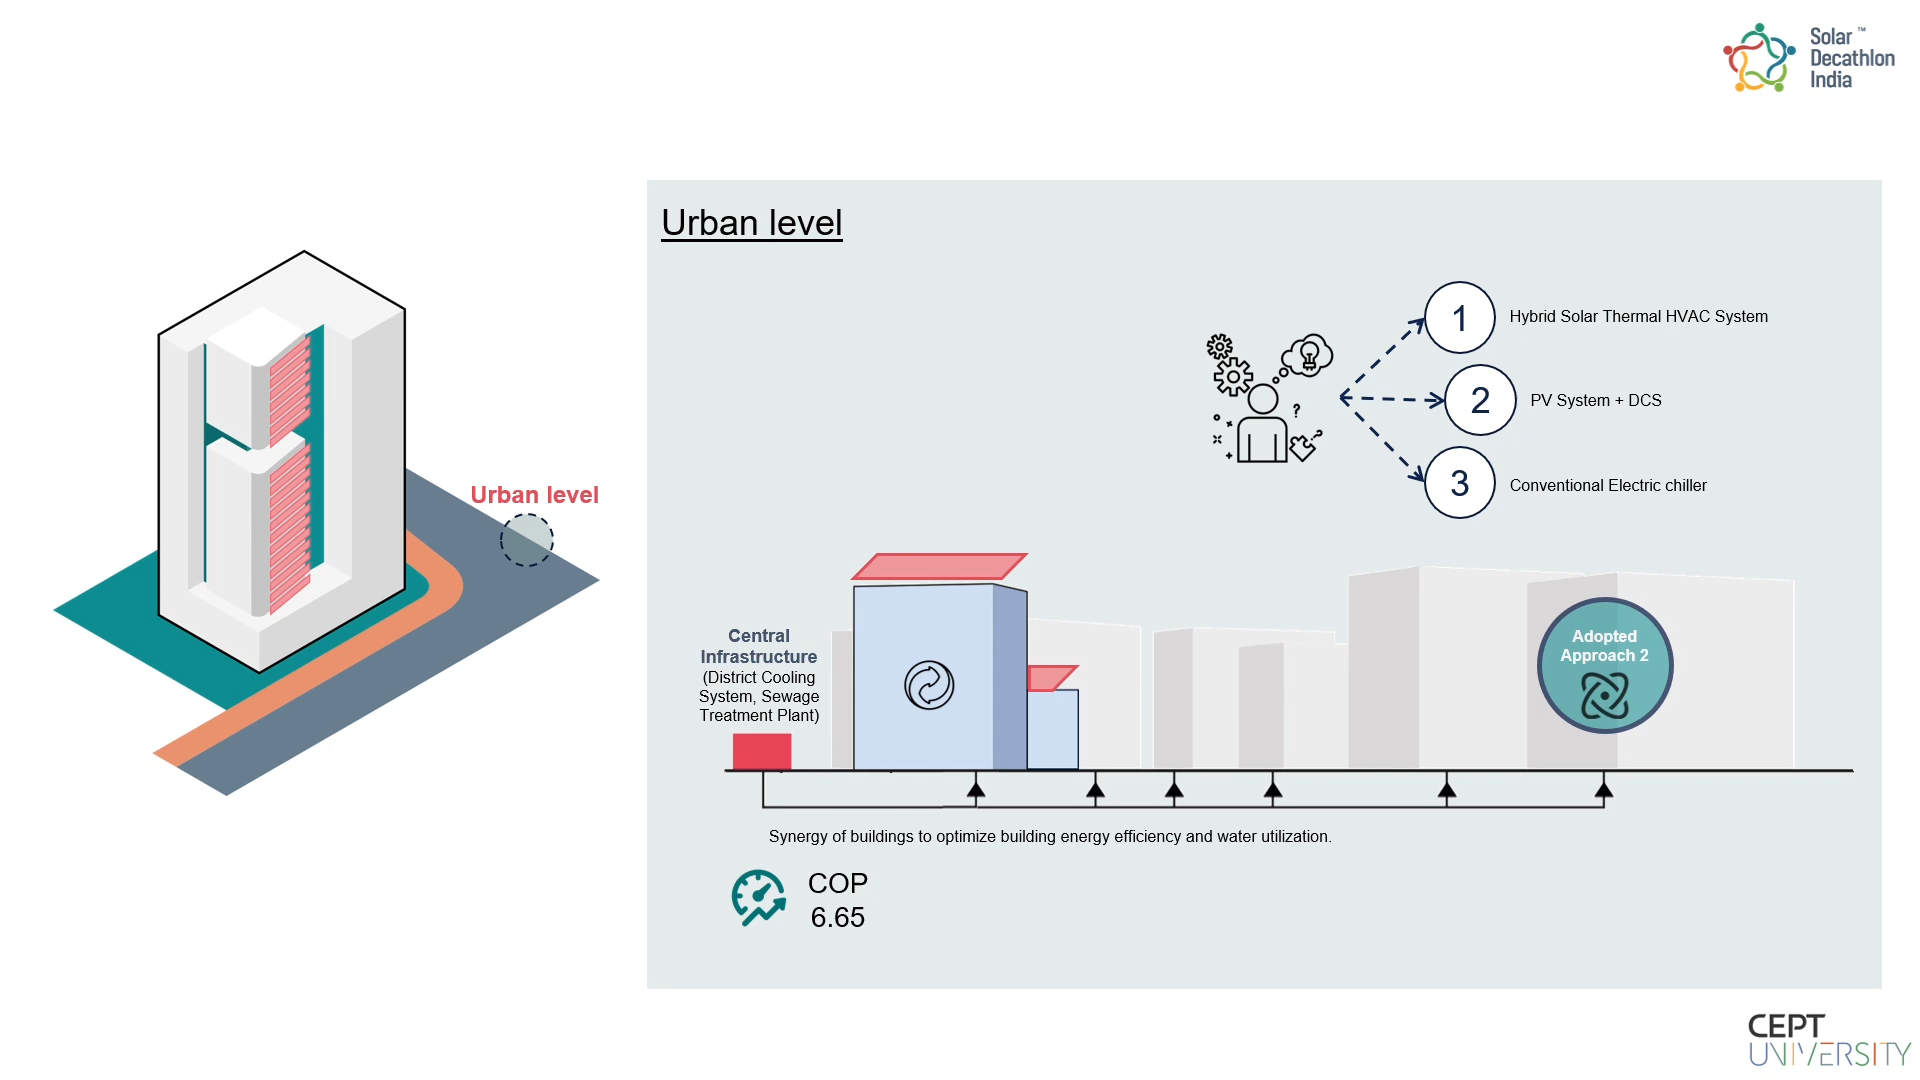 Solar ™
Decathlon
India
Urban level
1
Hybrid Solar Thermal HVAC System
2
PV System + DCS
3
Conventional Electric chiller
Urban level
?
?
Central
Infrastructure
(District Cooling
System, Sewage
Treatment Plant)
Adopted
Approach 2
Synergy of buildings to optimize building energy efficiency and water utilization.
COP
6.65
CEPT
UNIVERSITY